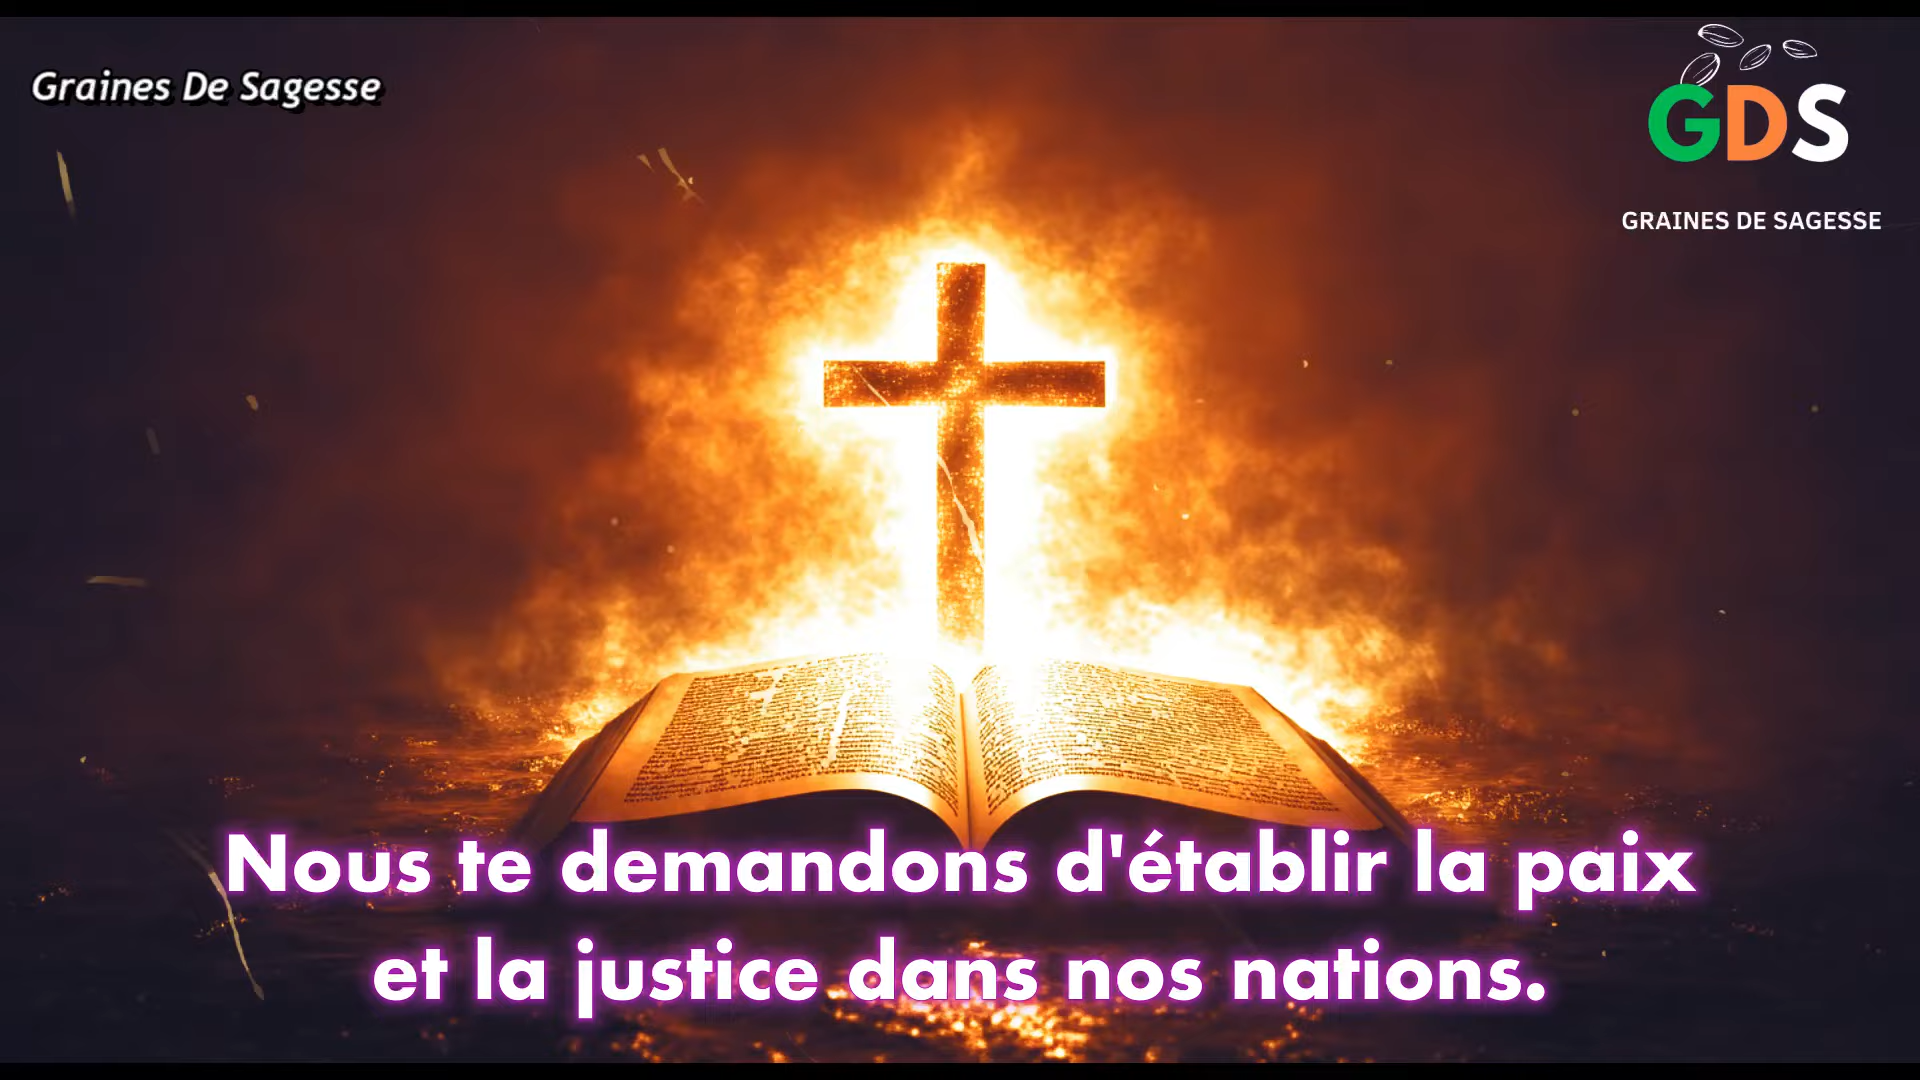 Graines De Sagesse
GDS
GRAINES DE SAGESSE
Nous te demandons d'établir la paix
et la justice dans nos nations.